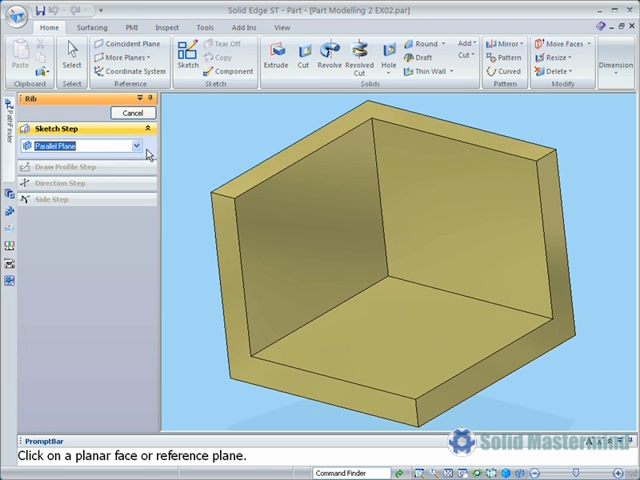 Solid Edge ST - Part - [Part Modelling 2 EX02.par]
Home Surfacing PMI Inspect Tools Add Ins View
Paste
Clipboard
Select
Select
Coincident Plane
More Planes
Coordinate System
Reference
Sketch
Tear Off
Copy
Component
Sketch
Extrude
Cut
Revolve
Revolved Cut
Hole
Round
Draft
Thin Wall
Add
Cut
Solids
Mirror
Pattern
Curved
Pattern
Move Faces
Resize
Delete
Modify
Dimension
PathFinder
Rib
Cancel
Sketch Step
Parallel Plane
Draw Profile Step
Direction Step
Side Step
PromptBar
Click on a planar face or reference plane.
Solid Mastermind
Command Finder